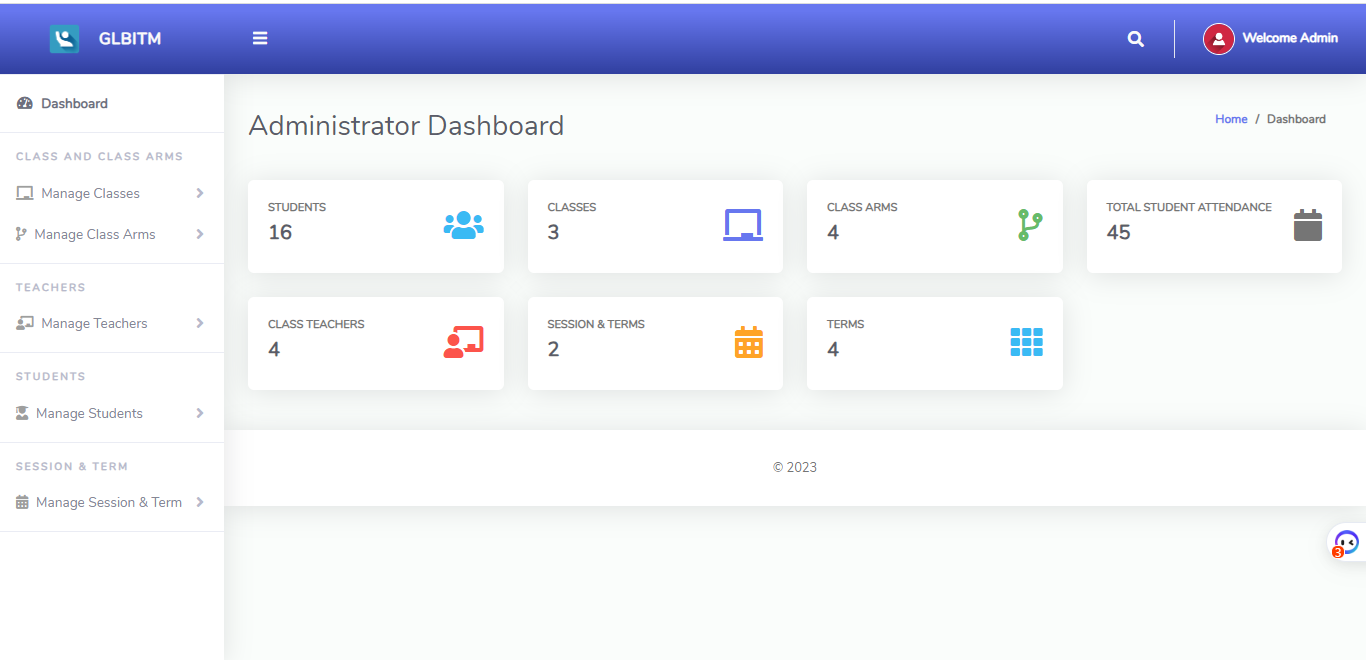 GLBITM
Welcome Admin
Dashboard
CLASS AND CLASS ARMS
Manage Classes
Manage Class Arms
TEACHERS
Manage Teachers
STUDENTS
Manage Students
SESSION & TERM
Manage Session & Term
Administrator Dashboard
Home / Dashboard
STUDENTS
16
CLASSES
3
CLASS ARMS
4
TOTAL STUDENT ATTENDANCE
45
CLASS TEACHERS
4
SESSION & TERMS
2
TERMS
4
© 2023
3